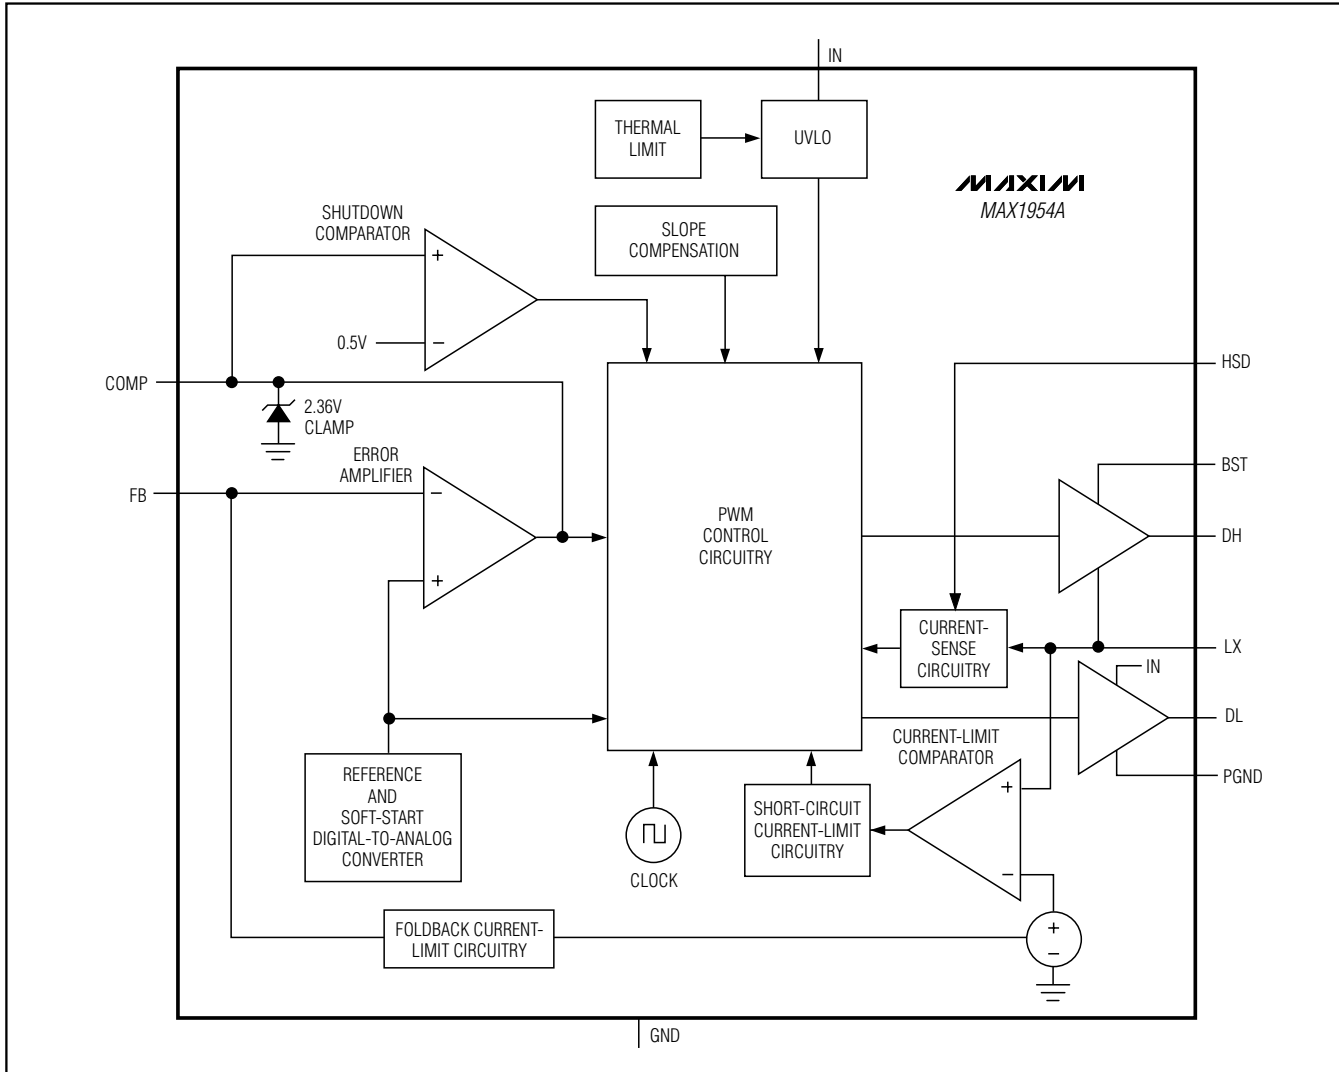 IN
THERMAL
LIMIT
UVLO
MAXIM
MAX1954A
SHUTDOWN
COMPARATOR
SLOPE
COMPENSATION
+
0.5V
−
HSD
COMP
2.36V
CLAMP
ERROR
AMPLIFIER
BST
FB
−
PWM
CONTROL
CIRCUITRY
DH
+
CURRENT-
SENSE
CIRCUITRY
LX
IN
DL
CURRENT-LIMIT
COMPARATOR
PGND
REFERENCE
AND
SOFT-START
DIGITAL-TO-ANALOG
CONVERTER
CLOCK
SHORT-CIRCUIT
CURRENT-LIMIT
CIRCUITRY
+
−
FOLDBACK CURRENT-
LIMIT CIRCUITRY
+
−
GND